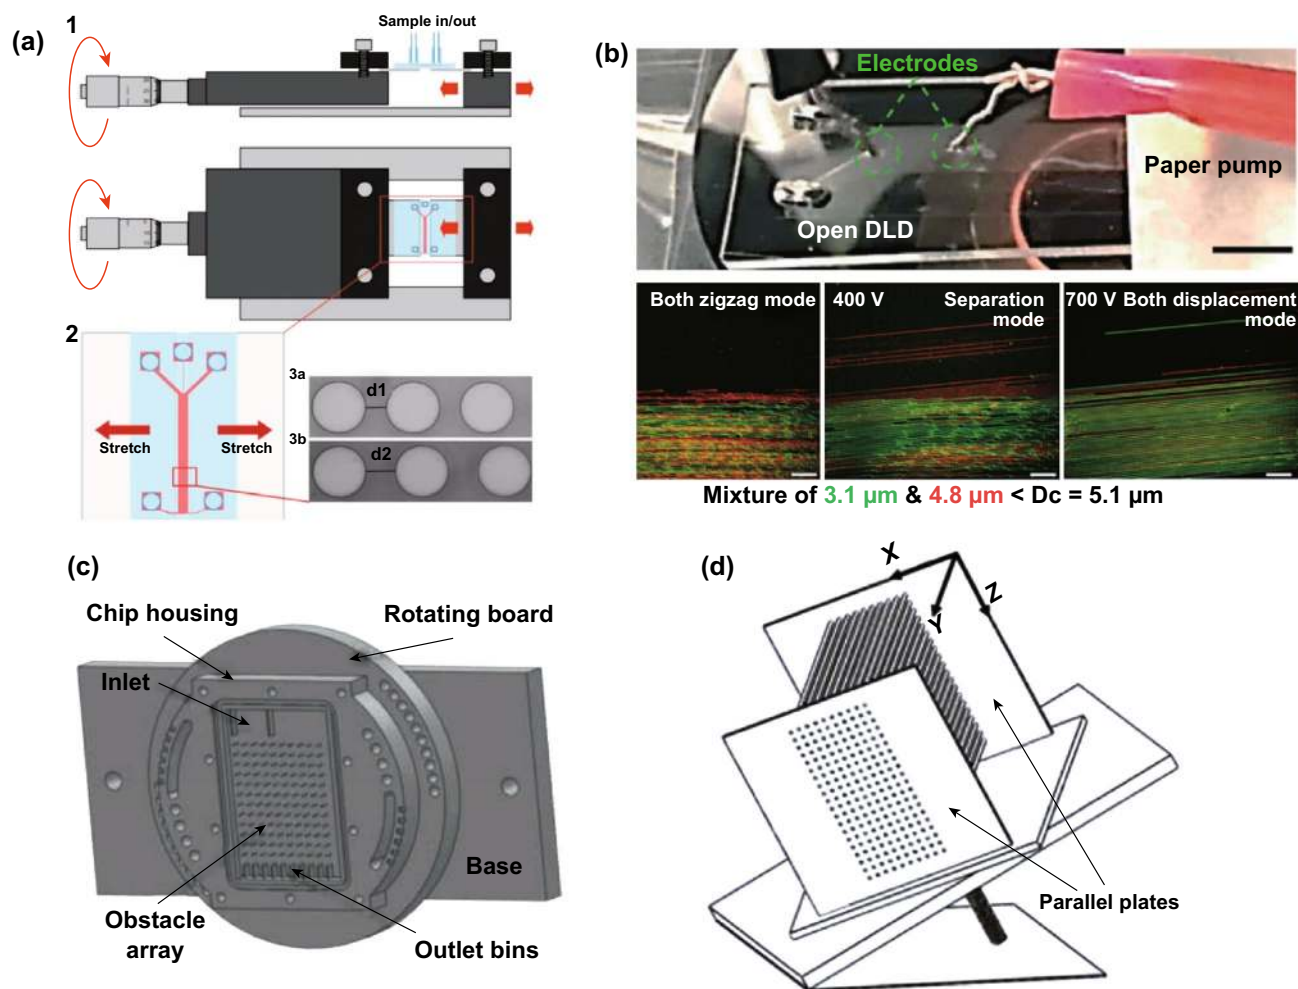 (a)
1
Sample in/out
2
Stretch
Stretch
3a
d1
3b
d2
(b)
Electrodes
Paper pump
Open DLD
Both zigzag mode
400 V
Separation
mode
700 V Both displacement
mode
Mixture of 3.1 µm & 4.8 µm < Dc = 5.1 µm
(c)
Chip housing
Rotating board
Inlet
Base
Obstacle
array
Outlet bins
(d)
X
Y
Z
Parallel plates